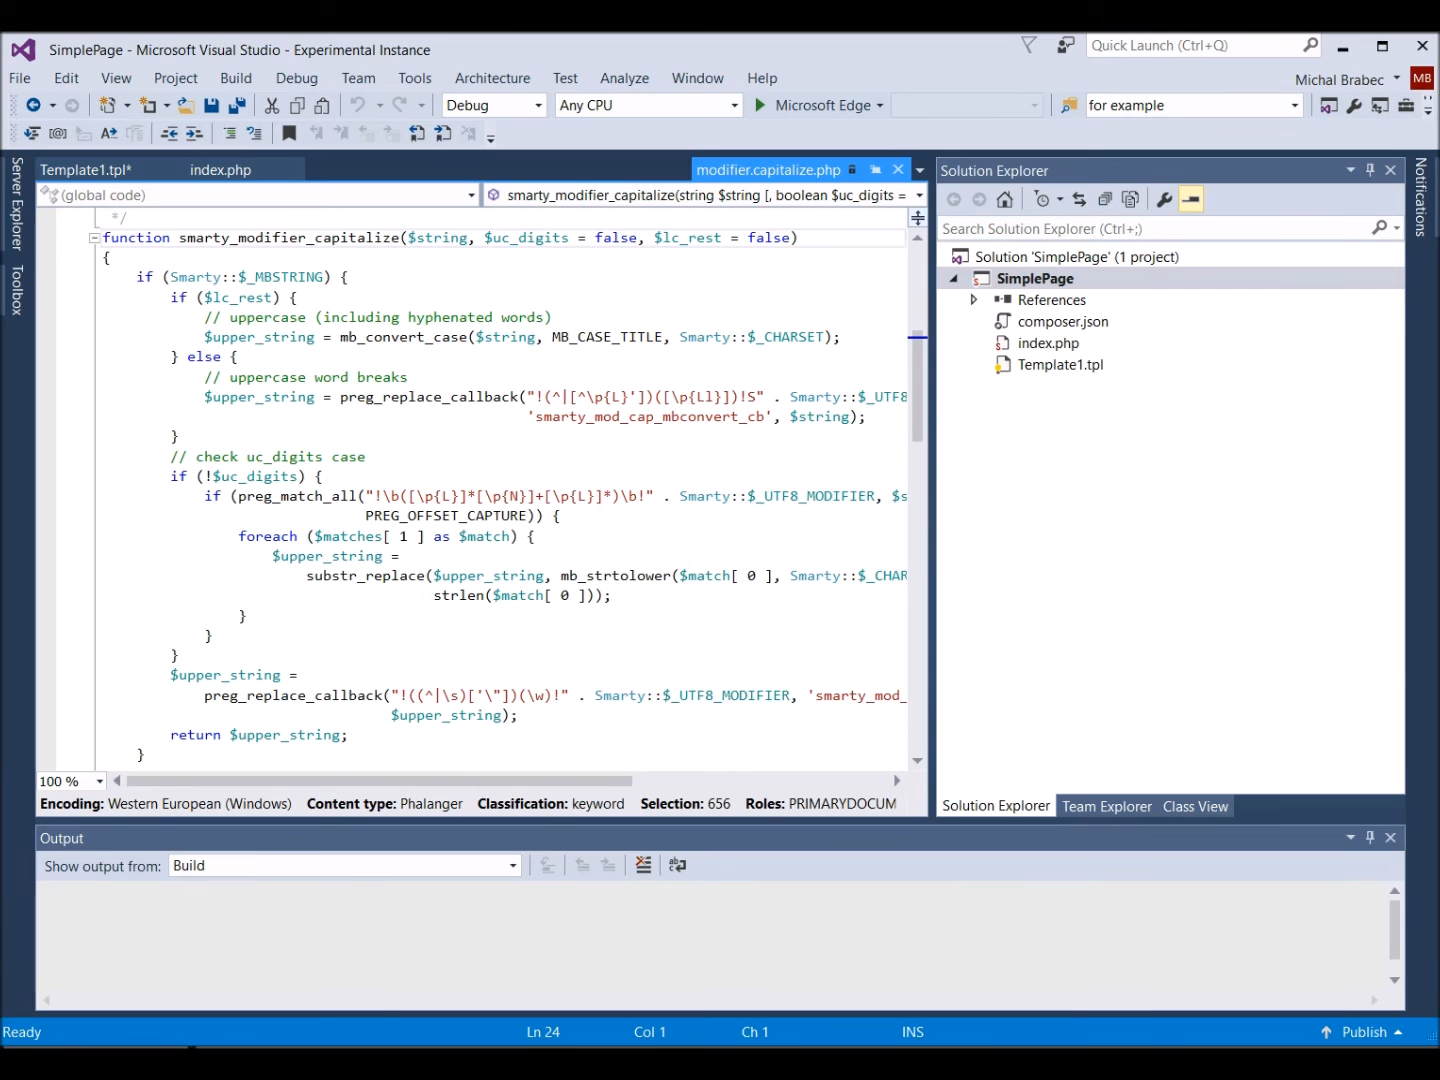 SimplePage - Microsoft Visual Studio - Experimental Instance
Quick Launch (Ctrl+Q)
File Edit View Project Build Debug Team Tools Architecture Test Analyze Window Help
Michal Brabec MB
Debug Any CPU Microsoft Edge for example
Server Explorer
Toolbox
Notifications
Template1.tpl* index.php modifier.capitalize.php
(global code) smarty_modifier_capitalize(string $string [, boolean $uc_digits =
*/
function smarty_modifier_capitalize($string, $uc_digits = false, $lc_rest = false)
{
if (Smarty::$_MBSTRING) {
if ($lc_rest) {
// uppercase (including hyphenated words)
$upper_string = mb_convert_case($string, MB_CASE_TITLE, Smarty::$_CHARSET);
} else {
// uppercase word breaks
$upper_string = preg_replace_callback("!(^|[^\p{L}'])([\p{Ll}])!S" . Smarty::$_UTF8
'smarty_mod_cap_mbconvert_cb', $string);
}
// check uc_digits case
if (!$uc_digits) {
if (preg_match_all("!\b([\p{L}]*[\p{N}]+[\p{L}]*)\b!" . Smarty::$_UTF8_MODIFIER, $s
PREG_OFFSET_CAPTURE)) {
foreach ($matches[ 1 ] as $match) {
$upper_string =
substr_replace($upper_string, mb_strtolower($match[ 0 ], Smarty::$_CHAR
strlen($match[ 0 ]));
}
}
}
$upper_string =
preg_replace_callback("!((^|\s)['\"])(\w)!" . Smarty::$_UTF8_MODIFIER, 'smarty_mod_
$upper_string);
return $upper_string;
}
100 %
Encoding: Western European (Windows) Content type: Phalanger Classification: keyword Selection: 656 Roles: PRIMARYDOCUM
Solution Explorer
Search Solution Explorer (Ctrl+;)
Solution 'SimplePage' (1 project)
SimplePage
References
composer.json
index.php
Template1.tpl
Solution Explorer Team Explorer Class View
Output
Show output from: Build
Ready Ln 24 Col 1 Ch 1 INS Publish